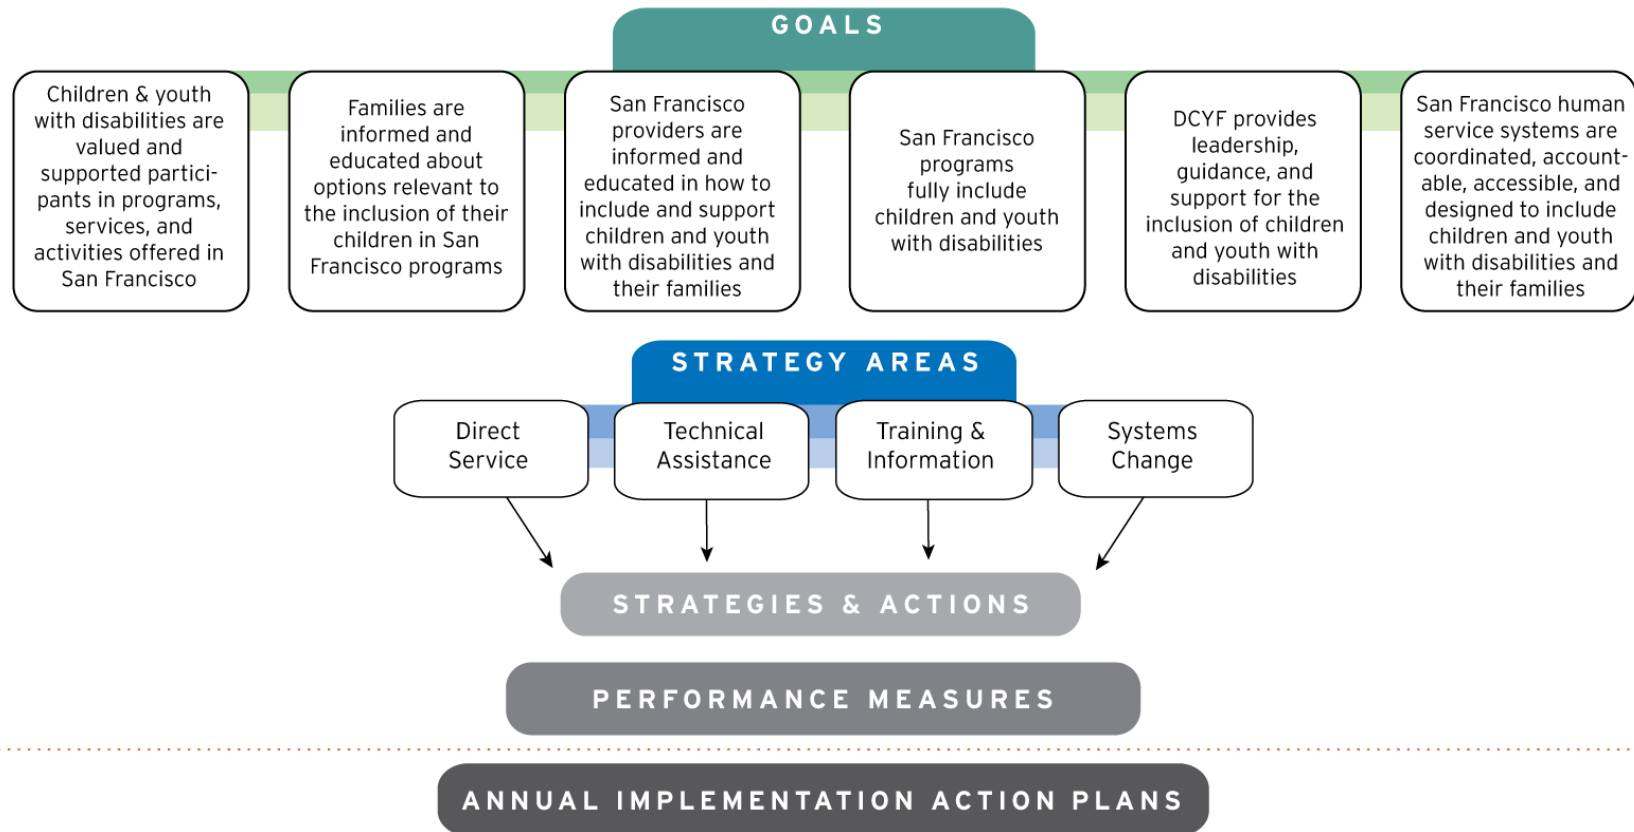 GOALS
Children & youth
with disabilities are
valued and
supported partici-
pants in programs,
services, and
activities offered in
San Francisco
Families are
informed and
educated about
options relevant to
the inclusion of their
children in San
Francisco programs
San Francisco
providers are
informed and
educated in how to
include and support
children and youth
with disabilities and
their families
San Francisco
programs
fully include
children and youth
with disabilities
DCYF provides
leadership,
guidance, and
support for the
inclusion of children
and youth with
disabilities
San Francisco human
service systems are
coordinated, account-
able, accessible, and
designed to include
children and youth
with disabilities and
their families
STRATEGY AREAS
Direct
Service
Technical
Assistance
Training &
Information
Systems
Change
STRATEGIES & ACTIONS
PERFORMANCE MEASURES
ANNUAL IMPLEMENTATION ACTION PLANS